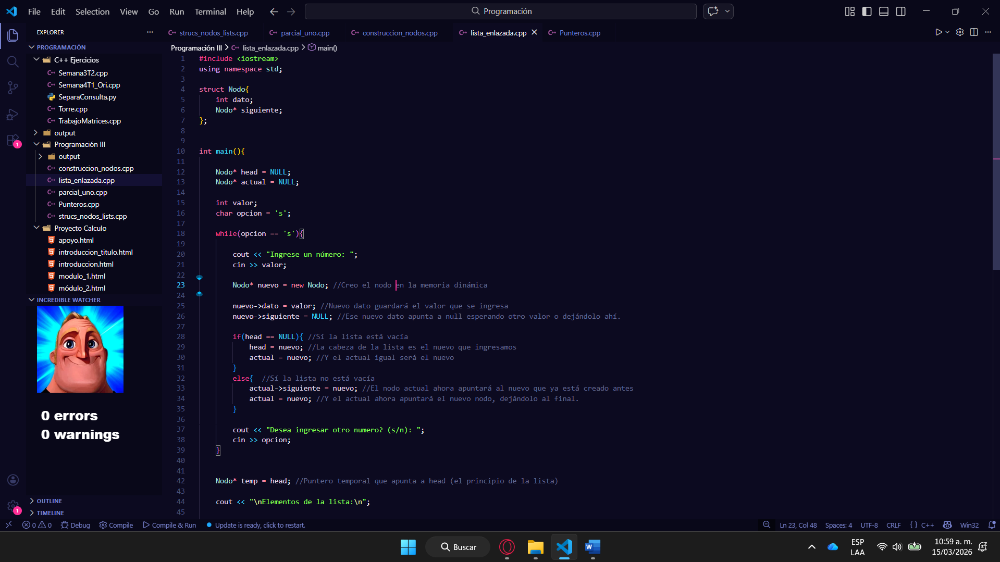 File Edit Selection View Go Run Terminal Help
Programación
EXPLORER
PROGRAMACIÓN
C++ Ejercicios
Semana3T2.cpp
Semana4T1_Ori.cpp
SeparaConsulta.py
Torre.cpp
TrabajoMatrices.cpp
output
Programación III
output
construccion_nodos.cpp
lista_enlazada.cpp
parcial_uno.cpp
Punteros.cpp
strucs_nodos_lists.cpp
Proyecto Calculo
apoyo.html
introduccion_titulo.html
introduccion.html
modulo_1.html
módulo_2.html
INCREDIBLE WATCHER
0 errors
0 warnings
OUTLINE
TIMELINE
1
1
strucs_nodos_lists.cpp parcial_uno.cpp construccion_nodos.cpp lista_enlazada.cpp Punteros.cpp
Programación III > lista_enlazada.cpp > main()
1 #include <iostream>
2 using namespace std;
3
4 struct Nodo{
5 int dato;
6 Nodo* siguiente;
7 };
8
9
10 int main(){
11
12 Nodo* head = NULL;
13 Nodo* actual = NULL;
14
15 int valor;
16 char opcion = 's';
17
18 while(opcion == 's'){
19
20 cout << "Ingrese un número: ";
21 cin >> valor;
22
23 Nodo* nuevo = new Nodo; //Creo el nodo en la memoria dinámica
24
25 nuevo->dato = valor; //Nuevo dato guardará el valor que se ingresa
26 nuevo->siguiente = NULL; //Ese nuevo dato apunta a null esperando otro valor o dejándolo ahí.
27
28 if(head == NULL){ //Sí la lista está vacía
29 head = nuevo; //La cabeza de la lista es el nuevo que ingresamos
30 actual = nuevo; //Y el actual igual será el nuevo
31 }
32 else{ //Sí la lista no está vacía
33 actual->siguiente = nuevo; //El nodo actual ahora apuntará al nuevo que ya está creado antes
34 actual = nuevo; //Y el actual ahora apuntará el nuevo nodo, dejándolo al final.
35 }
36
37 cout << "Desea ingresar otro numero? (s/n): ";
38 cin >> opcion;
39 }
40
41
42 Nodo* temp = head; //Puntero temporal que apunta a head (el principio de la lista)
43
44 cout << "\nElementos de la lista:\n";
45
0 0 Debug Compile Compile & Run Update is ready, click to restart. Ln 23, Col 48 Spaces: 4 UTF-8 CRLF {} C++ Win32
Buscar
ESP
LAA
10:59 a. m.
15/03/2026